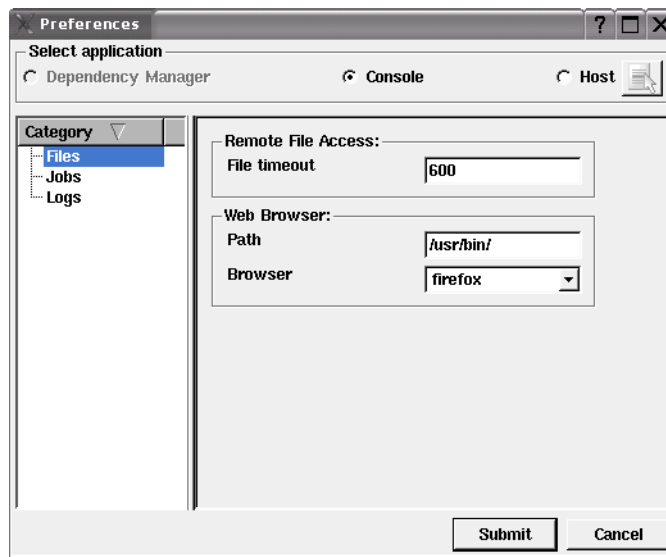 Preferences
Select application
Dependency Manager Console Host
Category
Files
Jobs
Logs
Remote File Access:
File timeout 600
Web Browser:
Path /usr/bin/
Browser firefox
Submit Cancel